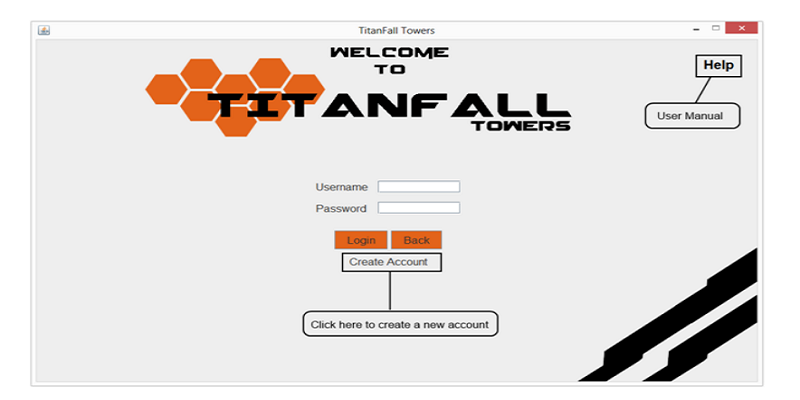 TitanFall Towers
WELCOME
TO
TITANFALL
TOWERS
Help
User Manual
Username
Password
Login Back
Create Account
Click here to create a new account